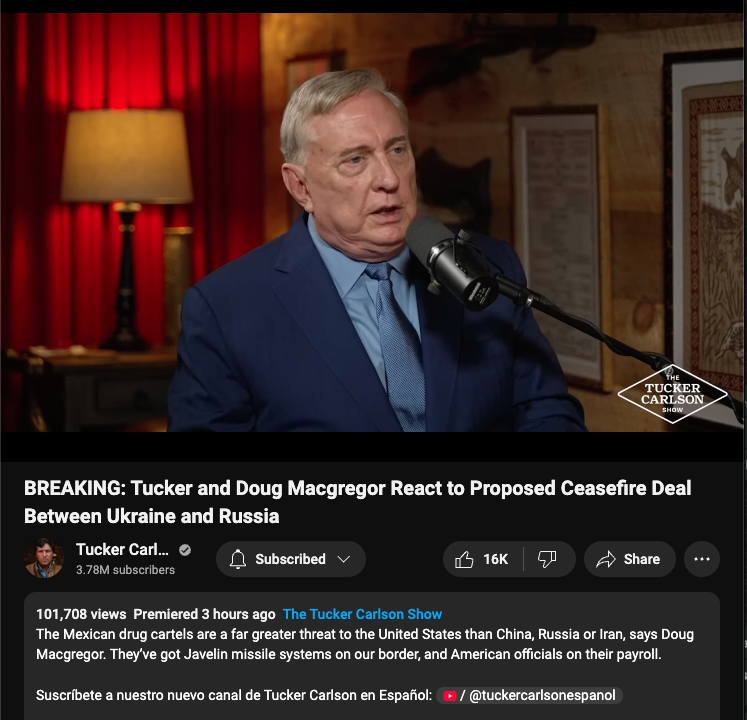 THE
TUCKER
CARLSON
SHOW
BREAKING: Tucker and Doug Macgregor React to Proposed Ceasefire Deal
Between Ukraine and Russia
Tucker Carl...
3.78M subscribers
Subscribed
16K
Share
101,708 views Premiered 3 hours ago The Tucker Carlson Show
The Mexican drug cartels are a far greater threat to the United States than China, Russia or Iran, says Doug
Macgregor. They’ve got Javelin missile systems on our border, and American officials on their payroll.
Suscríbete a nuestro nuevo canal de Tucker Carlson en Español: / @tuckercarlsonespanol